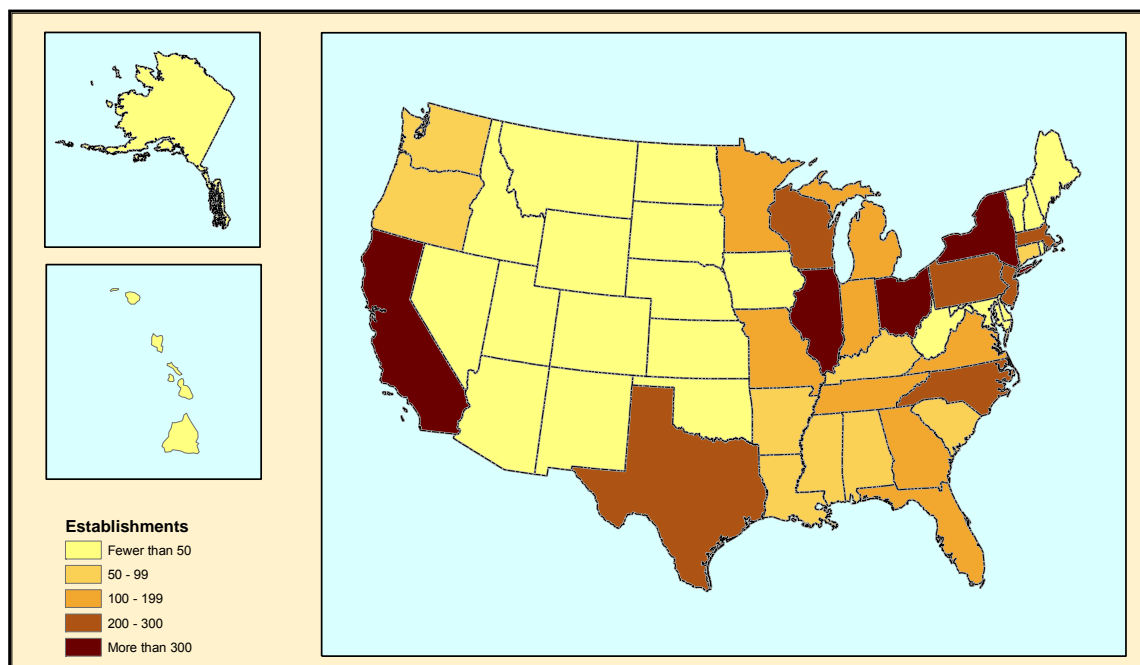 Establishments
Fewer than 50
50 - 99
100 - 199
200 - 300
More than 300